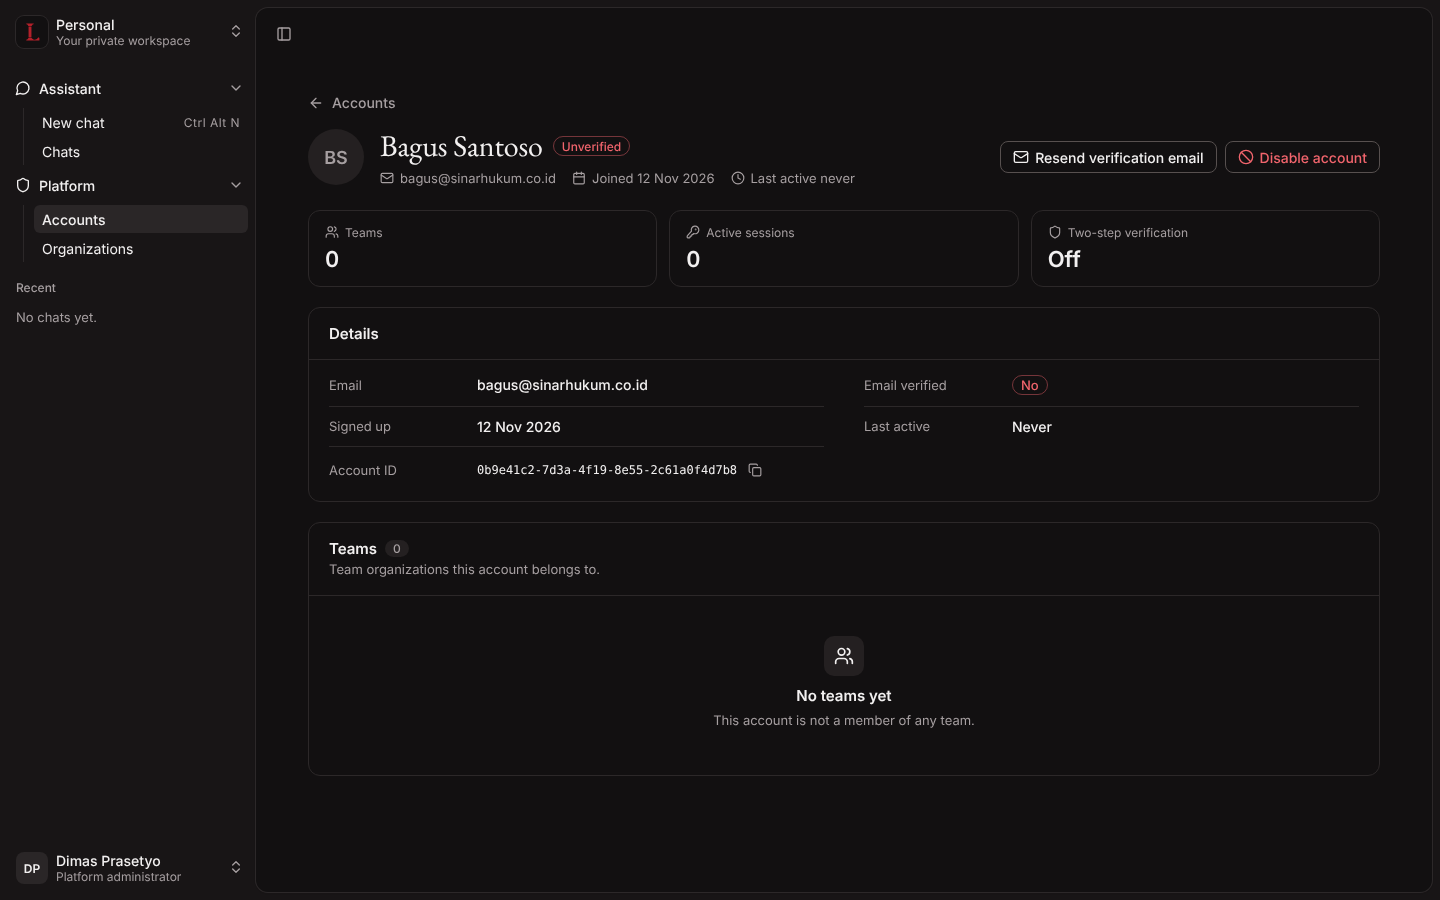 L
Personal
Your private workspace
Assistant
New chat Ctrl Alt N
Chats
Platform
Accounts
Organizations
Recent
No chats yet.
DP
Dimas Prasetyo
Platform administrator
Accounts
BS
Bagus Santoso Unverified
bagus@sinarhukum.co.id Joined 12 Nov 2026 Last active never
Resend verification email
Disable account
Teams
0
Active sessions
0
Two-step verification
Off
Details
Email bagus@sinarhukum.co.id
Email verified No
Signed up 12 Nov 2026
Last active Never
Account ID 0b9e41c2-7d3a-4f19-8e55-2c61a0f4d7b8
Teams 0
Team organizations this account belongs to.
No teams yet
This account is not a member of any team.